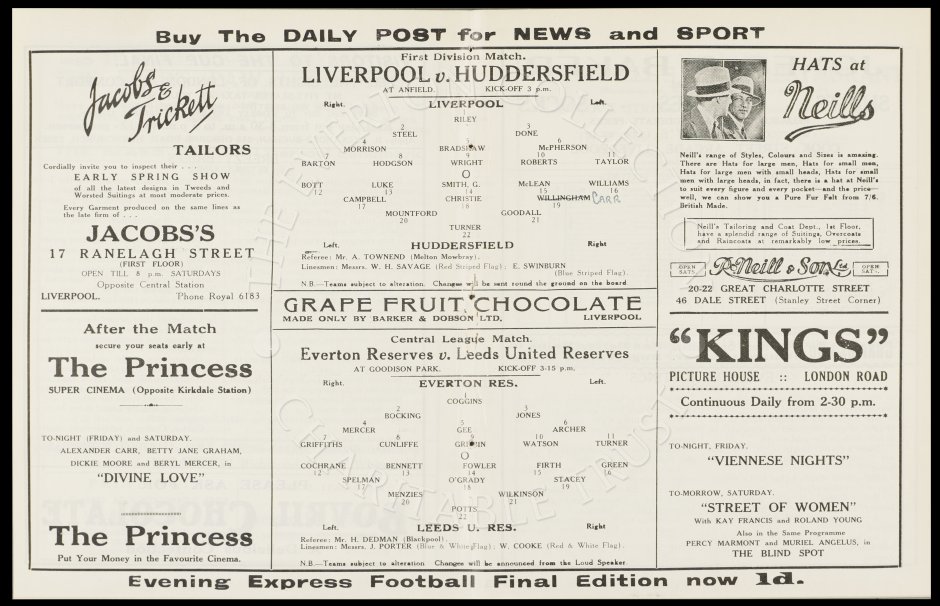 Buy The DAILY POST for NEWS and SPORT
Jacobs & Trickett
TAILORS
Cordially invite you to inspect their . . .
EARLY SPRING SHOW
of all the latest designs in Tweeds and
Worsted Suitings at most moderate prices.
Every Garment produced on the same lines as
the late firm of . . .
JACOBS'S
17 RANELAGH STREET
(FIRST FLOOR)
OPEN TILL 8 p.m. SATURDAYS
Opposite Central Station
LIVERPOOL. 'Phone Royal 6183
After the Match
secure your seats early at
The Princess
SUPER CINEMA (Opposite Kirkdale Station)
TO-NIGHT (FRIDAY) and SATURDAY.
ALEXANDER CARR, BETTY JANE GRAHAM,
DICKIE MOORE and BERYL MERCER, in
"DIVINE LOVE"
The Princess
Put Your Money in the Favourite Cinema.
First Division Match.
LIVERPOOL v. HUDDERSFIELD
AT ANFIELD. KICK-OFF 3 p.m.
Right. LIVERPOOL Left.
RILEY
2 3
STEEL DONE
4 5 6
MORRISON BRADSHAW McPHERSON
7 8 9 10 11
BARTON HODGSON WRIGHT ROBERTS TAYLOR
O
BOTT LUKE SMITH, G. McLEAN WILLIAMS
12 13 14 15 16
CAMPBELL CHRISTIE WILLINGHAM CARR
17 18 19
MOUNTFORD GOODALL
20 21
TURNER
22
Left. HUDDERSFIELD Right
Referee: Mr. A. TOWNEND (Melton Mowbray).
Linesmen: Messrs. W. H. SAVAGE (Red Striped Flag); E. SWINBURN
(Blue Striped Flag).
N.B.—Teams subject to alteration. Changes will be sent round the ground on the board
GRAPE FRUIT CHOCOLATE
MADE ONLY BY BARKER & DOBSON LTD. LIVERPOOL
Central League Match.
Everton Reserves v. Leeds United Reserves
AT GOODISON PARK. KICK-OFF 3-15 p.m.
Right. EVERTON RES. Left.
1
COGGINS
2 3
BOCKING JONES
4 5 6
MERCER GEE ARCHER
7 8 9 10 11
GRIFFITHS CUNLIFFE GRIFFIN WATSON TURNER
O
COCHRANE BENNETT FOWLER FIRTH GREEN
12 13 14 15 16
SPELMAN O'GRADY STACEY
17 18 19
MENZIES WILKINSON
20 21
POTTS
22
Left. LEEDS U. RES. Right
Referee: Mr. H. DEDMAN (Blackpool).
Linesmen: Messrs. J. PORTER (Blue & White Flag); W. COOKE (Red & White Flag).
N.B.—Teams subject to alteration Changes will be announced from the Loud Speaker
HATS at
Neills
Neill's range of Styles, Colours and Sizes is amazing.
There are Hats for large men, Hats for small men,
Hats for large men with small heads, Hats for small
men with large heads, in fact, there is a hat at Neill's
to suit every figure and every pocket—and the price—
well, we can show you a Pure Fur Felt from 7/6.
British Made.
Neill's Tailoring and Coat Dept., 1st Floor,
have a splendid range of Suitings, Overcoats
and Raincoats at remarkably low prices.
OPEN SATS. R. Neill & Son Ltd OPEN SAT.
20-22 GREAT CHARLOTTE STREET
46 DALE STREET (Stanley Street Corner)
"KINGS"
PICTURE HOUSE :: LONDON ROAD
Continuous Daily from 2-30 p.m.
TO-NIGHT, FRIDAY.
"VIENNESE NIGHTS"
TO-MORROW, SATURDAY.
"STREET OF WOMEN"
With KAY FRANCIS and ROLAND YOUNG
Also in the Same Programme
PERCY MARMONT and MURIEL ANGELUS, in
THE BLIND SPOT
Evening Express Football Final Edition now 1d.
THE EVERTON COLLECTION CHARITABLE TRUST